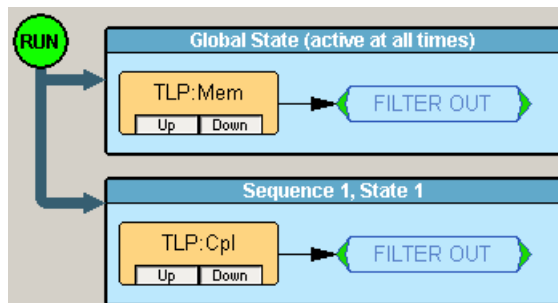 RUN
Global State (active at all times)
TLP:Mem
Up Down
FILTER OUT
Sequence 1, State 1
TLP:Cpl
Up Down
FILTER OUT